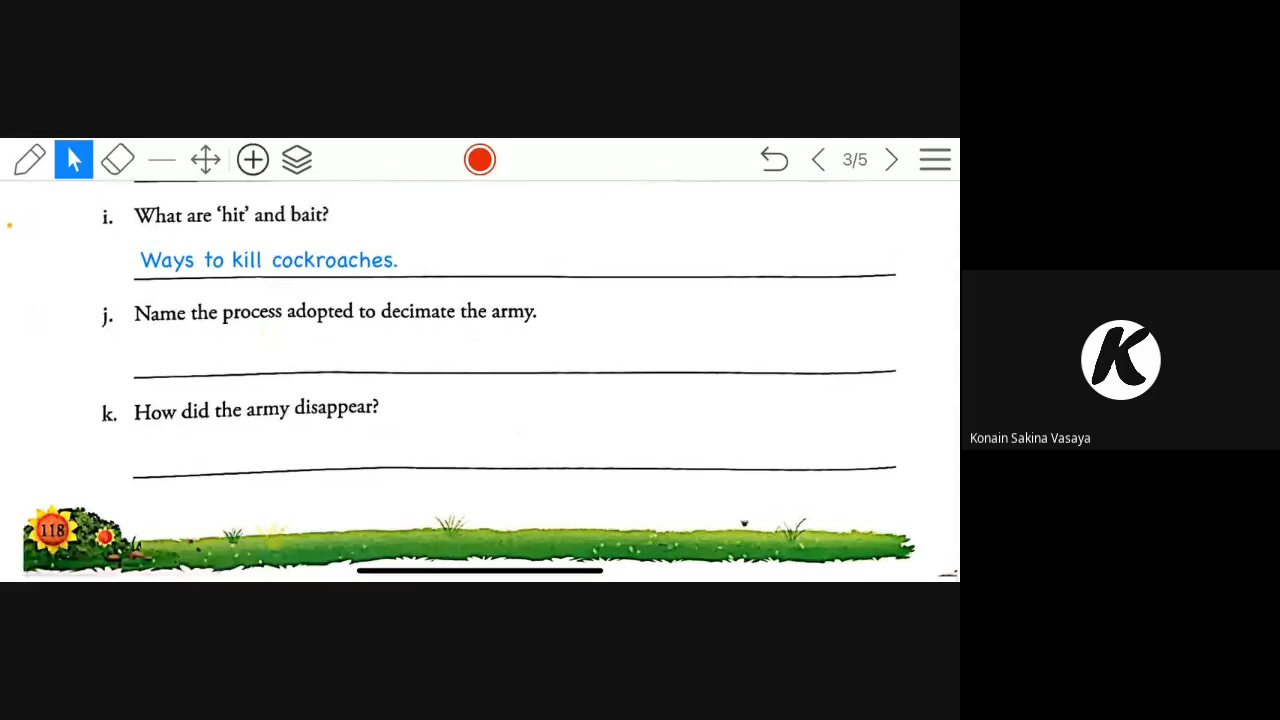 3/5
i. What are ‘hit’ and bait?
Ways to kill cockroaches.
j. Name the process adopted to decimate the army.
k. How did the army disappear?
118
K
Konain Sakina Vasaya